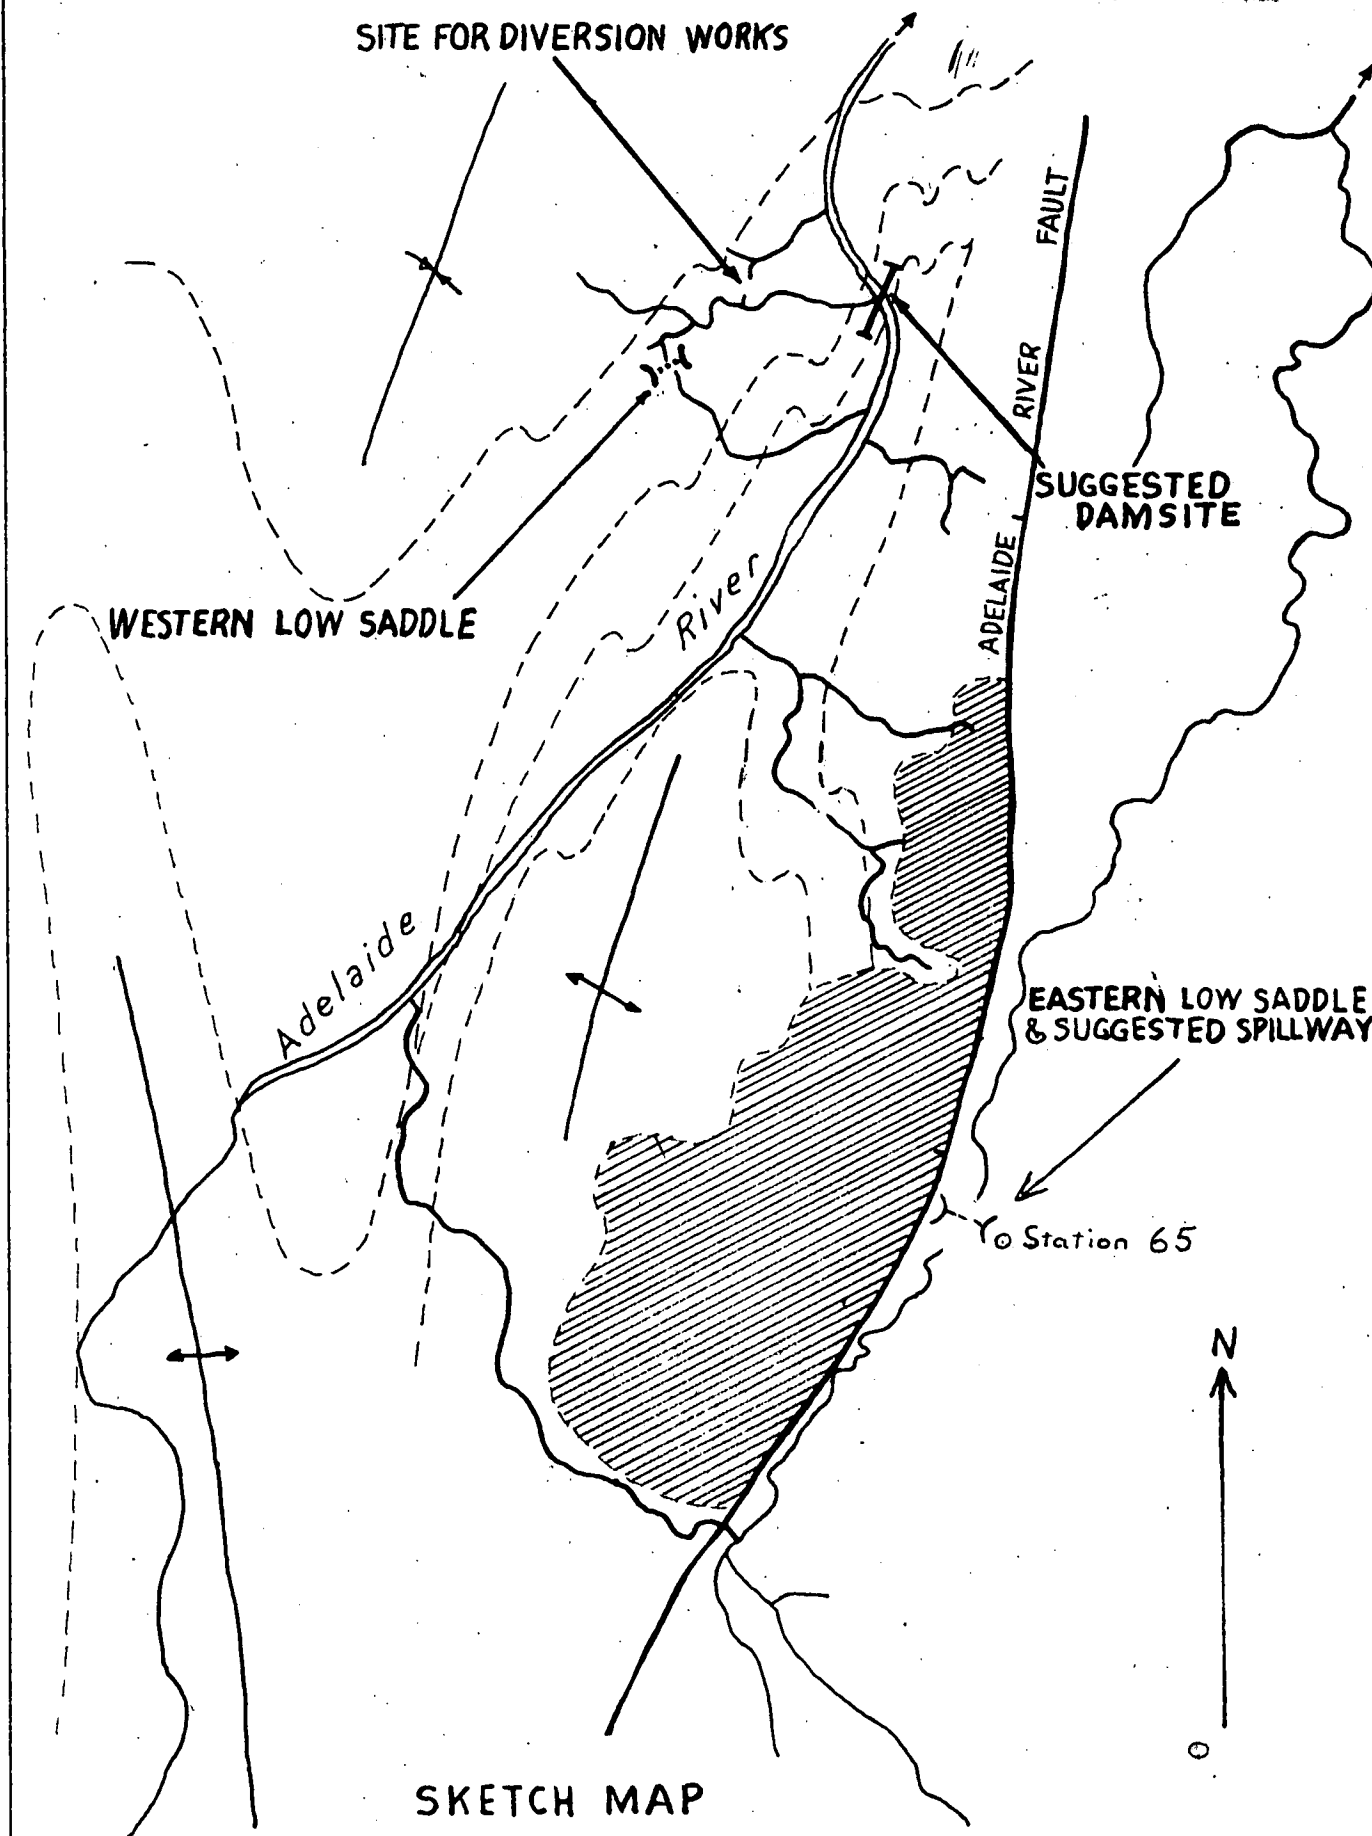 SITE FOR DIVERSION WORKS
ADELAIDE RIVER FAULT
SUGGESTED
DAMSITE
WESTERN LOW SADDLE
Adelaide River
EASTERN LOW SADDLE
& SUGGESTED SPILLWAY
Station 65
N
SKETCH MAP